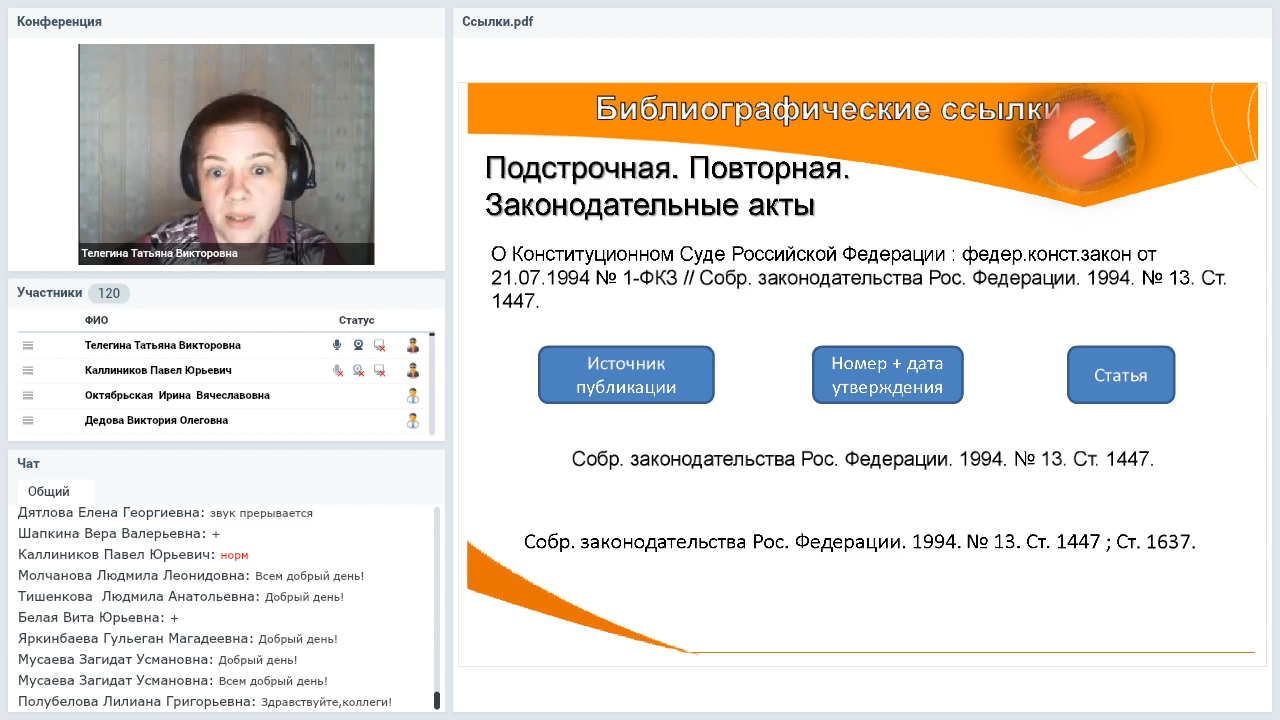 Конференция
Телегина Татьяна Викторовна
Участники 120
ФИО Статус
Телегина Татьяна Викторовна
Каллиников Павел Юрьевич
Октябрьская Ирина Вячеславовна
Дедова Виктория Олеговна
Чат
Общий
Дятлова Елена Георгиевна: звук прерывается
Шапкина Вера Валерьевна: +
Каллиников Павел Юрьевич: норм
Молчанова Людмила Леонидовна: Всем добрый день!
Тишенкова Людмила Анатольевна: Добрый день!
Белая Вита Юрьевна: +
Яркинбаева Гульеган Магадеевна: Добрый день!
Мусаева Загидат Усмановна: Добрый день!
Мусаева Загидат Усмановна: Всем добрый день!
Полубелова Лилиана Григорьевна: Здравствуйте,коллеги!
Ссылки.pdf
Библиографические ссылки
Подстрочная. Повторная.
Законодательные акты
О Конституционном Суде Российской Федерации : федер.конст.закон от
21.07.1994 № 1-ФКЗ // Собр. законодательства Рос. Федерации. 1994. № 13. Ст.
1447.
Источник
публикации
Номер + дата
утверждения
Статья
Собр. законодательства Рос. Федерации. 1994. № 13. Ст. 1447.
Собр. законодательства Рос. Федерации. 1994. № 13. Ст. 1447 ; Ст. 1637.